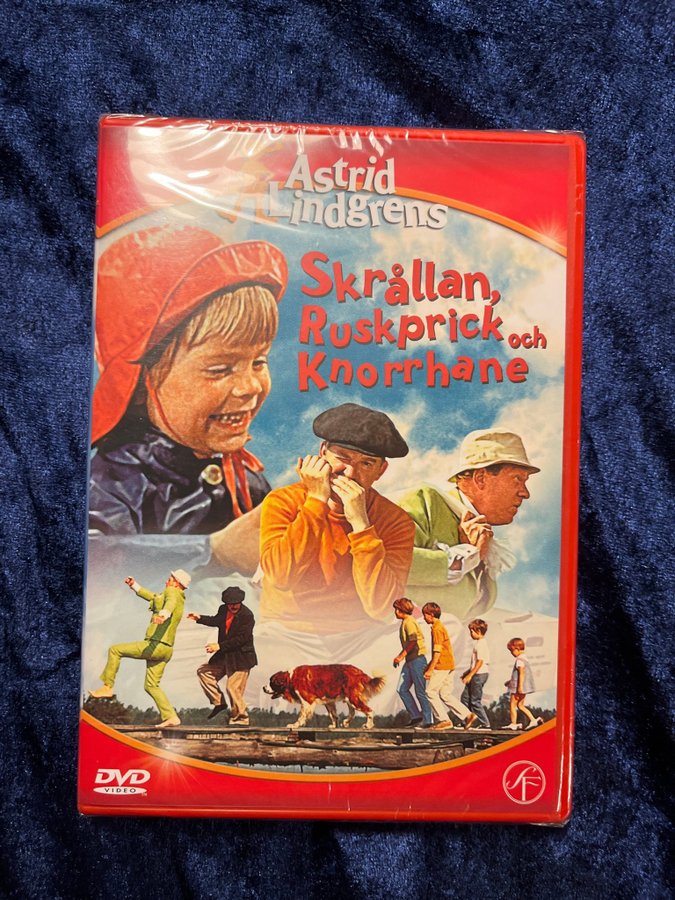 Astrid
Lindgrens
Skrållan,
Ruskprick och
Knorrhane
DVD
VIDEO
SF